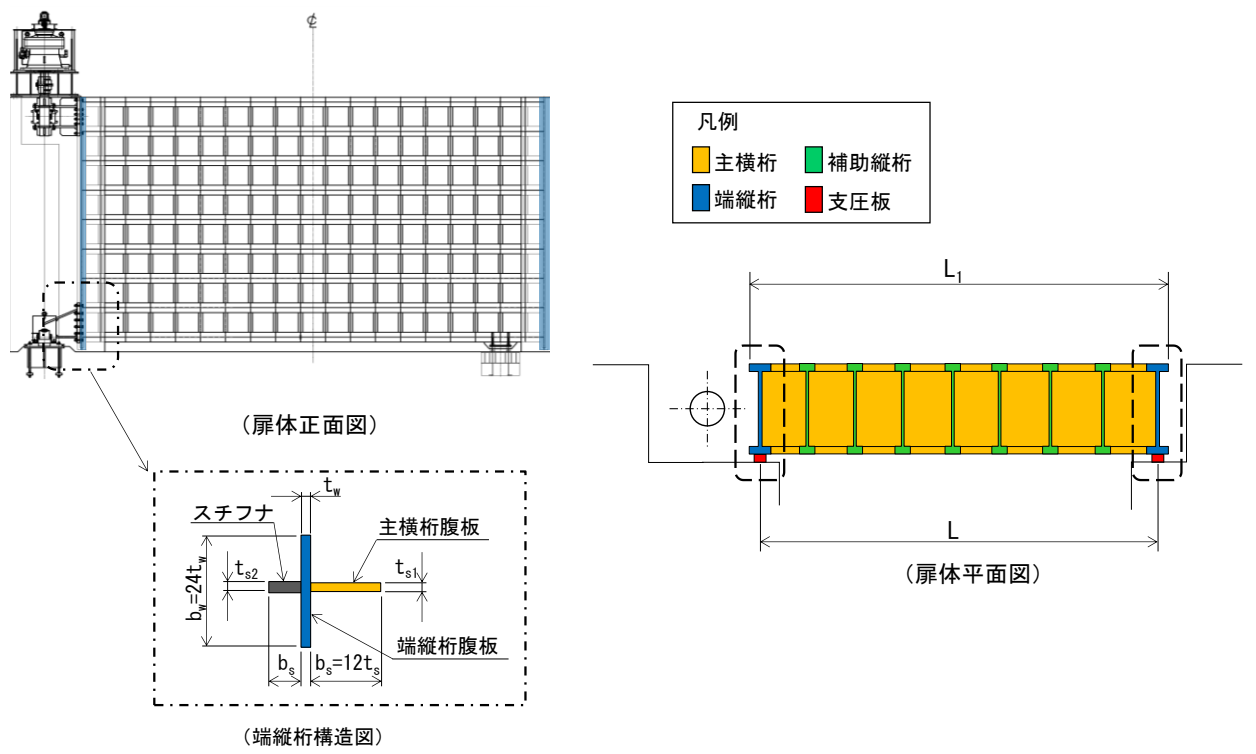 ℄
(扉体正面図)
凡例
主横桁
補助縦桁
端縦桁
支圧板
L₁
L
(扉体平面図)
t_w
スチフナ
主横桁腹板
t_s2
t_s1
b_w=24t_w
端縦桁腹板
b_s
b_s=12t_s
(端縦桁構造図)